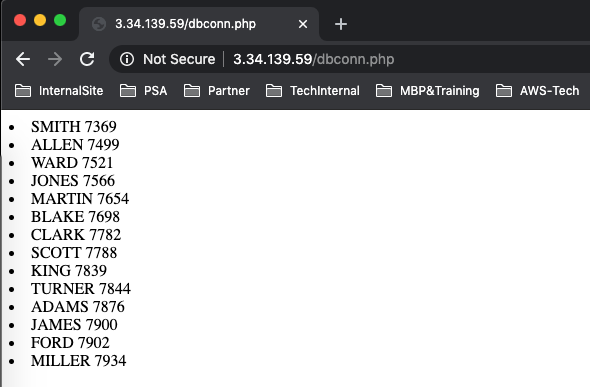 3.34.139.59/dbconn.php
Not Secure 3.34.139.59/dbconn.php
InternalSite PSA Partner TechInternal MBP&Training AWS-Tech
• SMITH 7369
• ALLEN 7499
• WARD 7521
• JONES 7566
• MARTIN 7654
• BLAKE 7698
• CLARK 7782
• SCOTT 7788
• KING 7839
• TURNER 7844
• ADAMS 7876
• JAMES 7900
• FORD 7902
• MILLER 7934